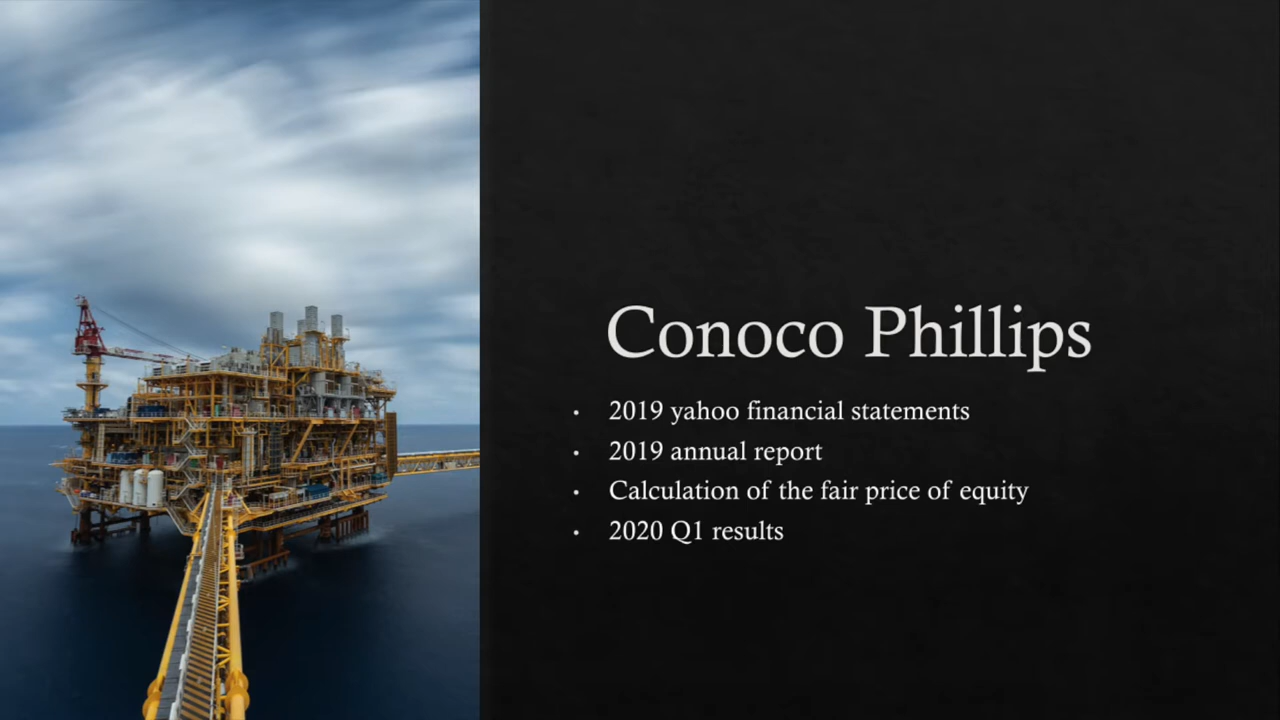 Conoco Phillips
• 2019 yahoo financial statements
• 2019 annual report
• Calculation of the fair price of equity
• 2020 Q1 results